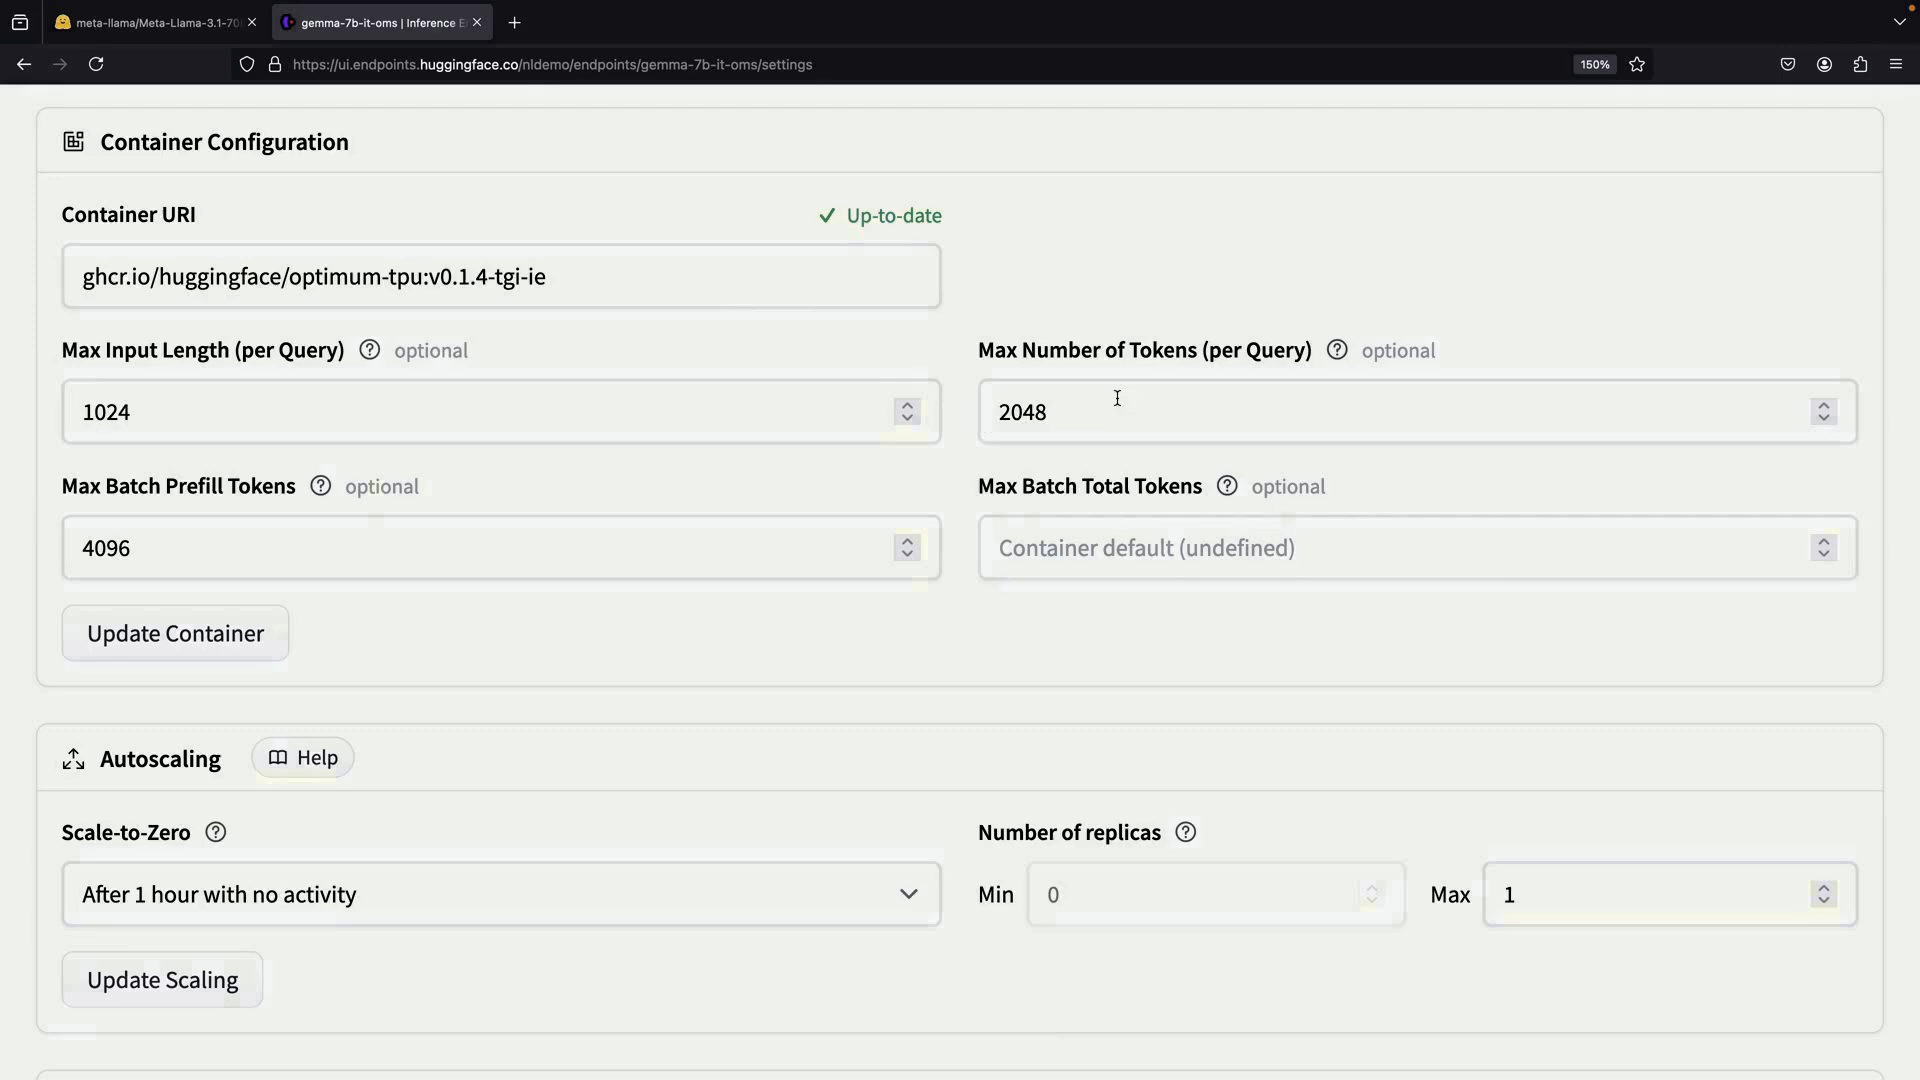 meta-llama/Meta-Llama-3.1-70
gemma-7b-it-oms | Inference E
https://ui.endpoints.huggingface.co/nldemo/endpoints/gemma-7b-it-oms/settings
150%
Container Configuration
Container URI
Up-to-date
ghcr.io/huggingface/optimum-tpu:v0.1.4-tgi-ie
Max Input Length (per Query) ? optional
Max Number of Tokens (per Query) ? optional
1024
2048
Max Batch Prefill Tokens ? optional
Max Batch Total Tokens ? optional
4096
Container default (undefined)
Update Container
Autoscaling
Help
Scale-to-Zero ?
Number of replicas ?
After 1 hour with no activity
Min 0
Max 1
Update Scaling